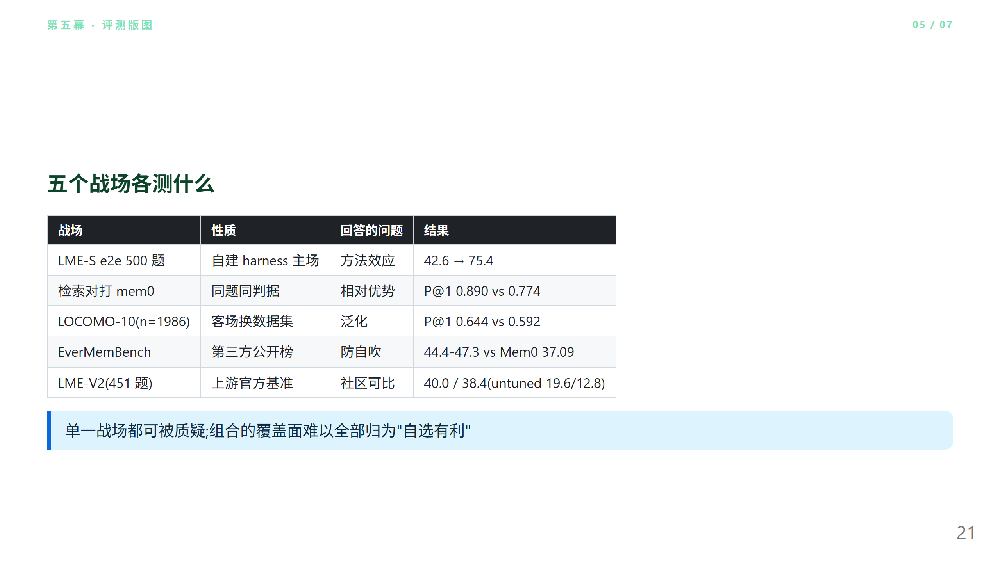 第五幕 · 评测版图
05 / 07
五个战场各测什么
战场 性质 回答的问题 结果
LME-S e2e 500 题 自建 harness 主场 方法效应 42.6 → 75.4
检索对打 mem0 同题同判据 相对优势 P@1 0.890 vs 0.774
LOCOMO-10(n=1986) 客场换数据集 泛化 P@1 0.644 vs 0.592
EverMemBench 第三方公开榜 防自吹 44.4-47.3 vs Mem0 37.09
LME-V2(451 题) 上游官方基准 社区可比 40.0 / 38.4(untuned 19.6/12.8)
单一战场都可被质疑;组合的覆盖面难以全部归为"自选有利"
21